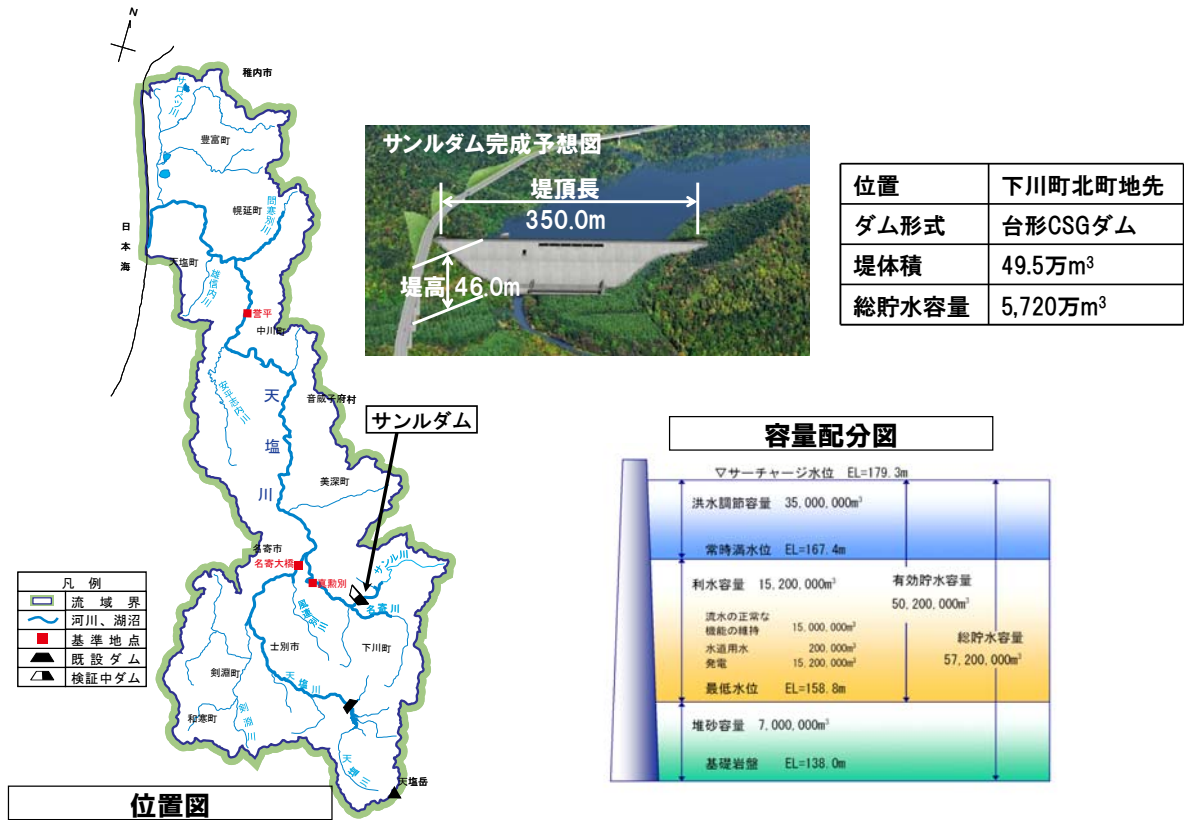 N
稚内市
サロベツ川
豊富町
幌延町
問寒別川
日本海
天塩町
雄信内川
誉平
中川町
安平志内川
天塩川
音威子府村
サンルダム
美深町
名寄市
名寄大橋
真勲別
サンル川
名寄川
風連別川
士別市
下川町
剣淵町
天塩川
剣淵川
和寒町
天塩岳
凡例
流域界
河川、湖沼
基準地点
既設ダム
検証中ダム
位置図
サンルダム完成予想図
堤頂長
350.0m
堤高 46.0m
位置 下川町北町地先
ダム形式 台形CSGダム
堤体積 49.5万m³
総貯水容量 5,720万m³
容量配分図
▽サーチャージ水位 EL=179.3m
洪水調節容量 35,000,000m³
常時満水位 EL=167.4m
利水容量 15,200,000m³
有効貯水容量
50,200,000m³
流水の正常な
機能の維持 15,000,000m³
水道用水 200,000m³
発電 15,200,000m³
総貯水容量
57,200,000m³
最低水位 EL=158.8m
堆砂容量 7,000,000m³
基礎岩盤 EL=138.0m